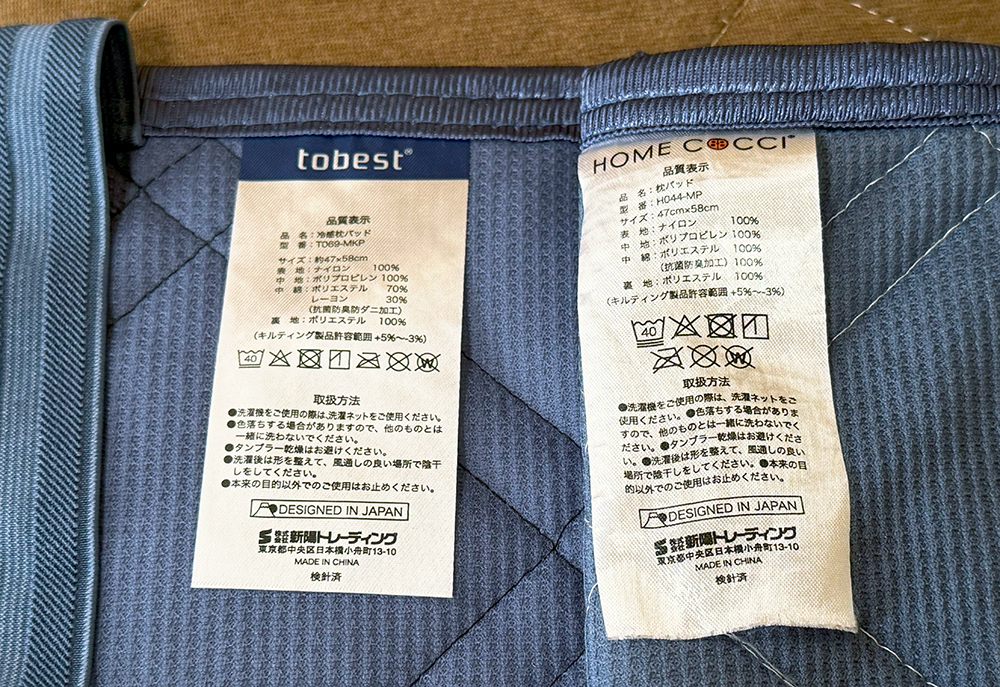 tobest®
品質表示
品 名：冷感枕パッド
型 番：T069-MKP
サイズ：約47×58cm
表 地：ナイロン 100%
中 地：ポリプロピレン 100%
中 綿：ポリエステル 70%
レーヨン 30%
(抗菌防臭防ダニ加工)
裏 地：ポリエステル 100%
(キルティング製品許容範囲+5%～-3%)
40 W
取扱方法
●洗濯機をご使用の際は、洗濯ネットをご使用ください。
●色落ちする場合がありますので、他のものとは
一緒に洗わないでください。
●タンブラー乾燥はお避けください。
●洗濯後は形を整えて、風通しの良い場所で陰干
しをしてください。
●本来の目的以外でのご使用はお止めください。
DESIGNED IN JAPAN
株式会社新陽トレーディング
東京都中央区日本橋小舟町13-10
MADE IN CHINA
検針済
HOME COCCI
品質表示
品 名：枕パッド
型 番：H044-MP
サイズ：47cm×58cm
表 地：ナイロン 100%
中 地：ポリプロピレン 100%
中 綿：ポリエステル 100%
(抗菌防臭加工) 100%
裏 地：ポリエステル 100%
(キルティング製品許容範囲+5%～-3%)
40
W
取扱方法
●洗濯機をご使用の際は、洗濯ネットをご
使用ください。●色落ちする場合がありま
すので、他のものとは一緒に洗わないでくだ
さい。●タンブラー乾燥はお避けくださ
い。●洗濯後は形を整えて、風通しの良い
場所で陰干しをしてください。●本来の目
的以外でのご使用はお止めください。
DESIGNED IN JAPAN
株式会社新陽トレーディング
東京都中央区日本橋小舟町13-10
MADE IN CHINA
検針済